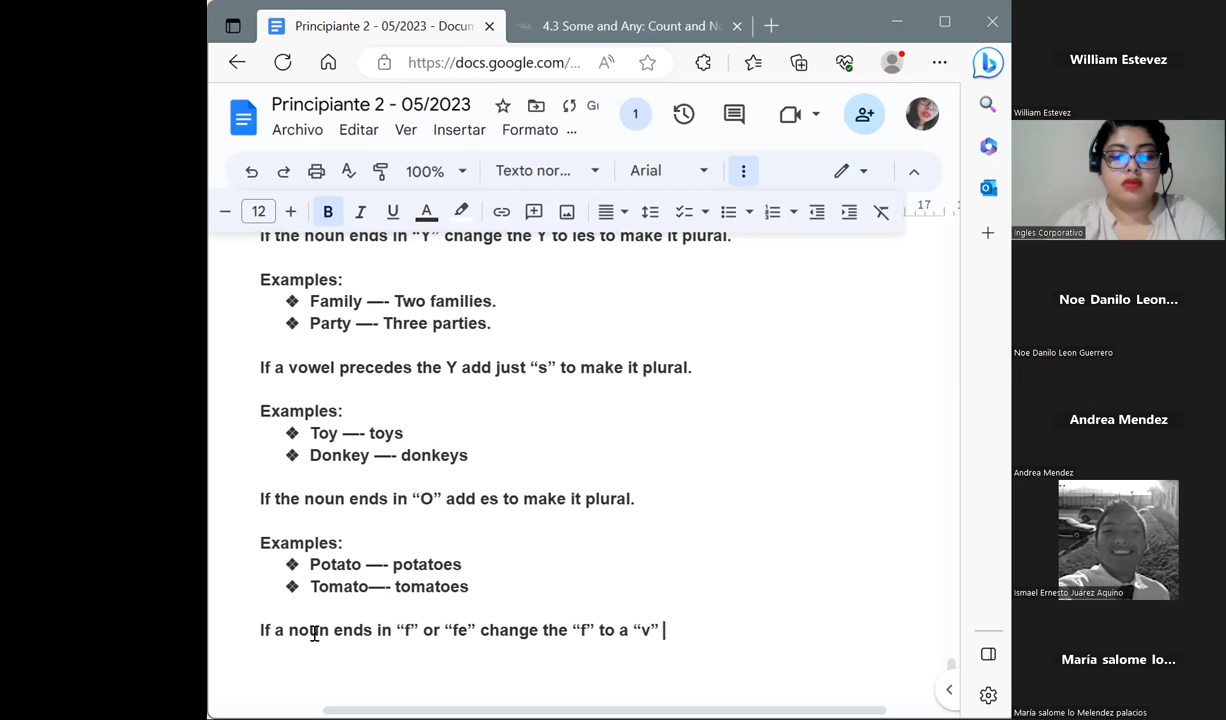 Principiante 2 - 05/2023 - Docum
4.3 Some and Any: Count and No
https://docs.google.com/...
Principiante 2 - 05/2023
1
Archivo Editar Ver Insertar Formato ...
100% Texto nor... Arial
12
17
If the noun ends in “Y” change the Y to ies to make it plural.
Examples:
❖ Family —- Two families.
❖ Party —- Three parties.
If a vowel precedes the Y add just “s” to make it plural.
Examples:
❖ Toy —- toys
❖ Donkey —- donkeys
If the noun ends in “O” add es to make it plural.
Examples:
❖ Potato —- potatoes
❖ Tomato—- tomatoes
If a noun ends in “f” or “fe” change the “f” to a “v”
William Estevez
William Estevez
Ingles Corporativo
Noe Danilo Leon...
Noe Danilo Leon Guerrero
Andrea Mendez
Andrea Mendez
Ismael Ernesto Juárez Aquino
María salome lo...
María salome lo Melendez palacios